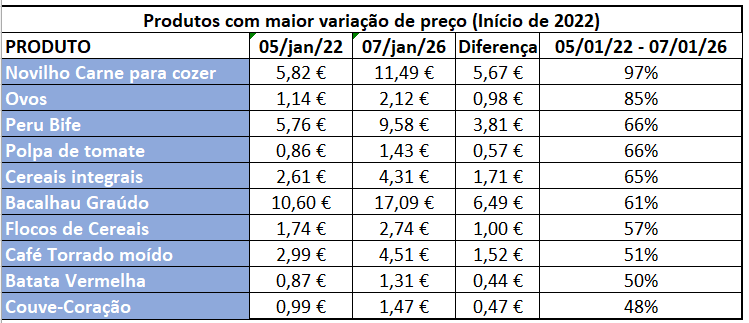 Produtos com maior variação de preço (Início de 2022)
PRODUTO 05/jan/22 07/jan/26 Diferença 05/01/22 - 07/01/26
Novilho Carne para cozer 5,82 € 11,49 € 5,67 € 97%
Ovos 1,14 € 2,12 € 0,98 € 85%
Peru Bife 5,76 € 9,58 € 3,81 € 66%
Polpa de tomate 0,86 € 1,43 € 0,57 € 66%
Cereais integrais 2,61 € 4,31 € 1,71 € 65%
Bacalhau Graúdo 10,60 € 17,09 € 6,49 € 61%
Flocos de Cereais 1,74 € 2,74 € 1,00 € 57%
Café Torrado moído 2,99 € 4,51 € 1,52 € 51%
Batata Vermelha 0,87 € 1,31 € 0,44 € 50%
Couve-Coração 0,99 € 1,47 € 0,47 € 48%